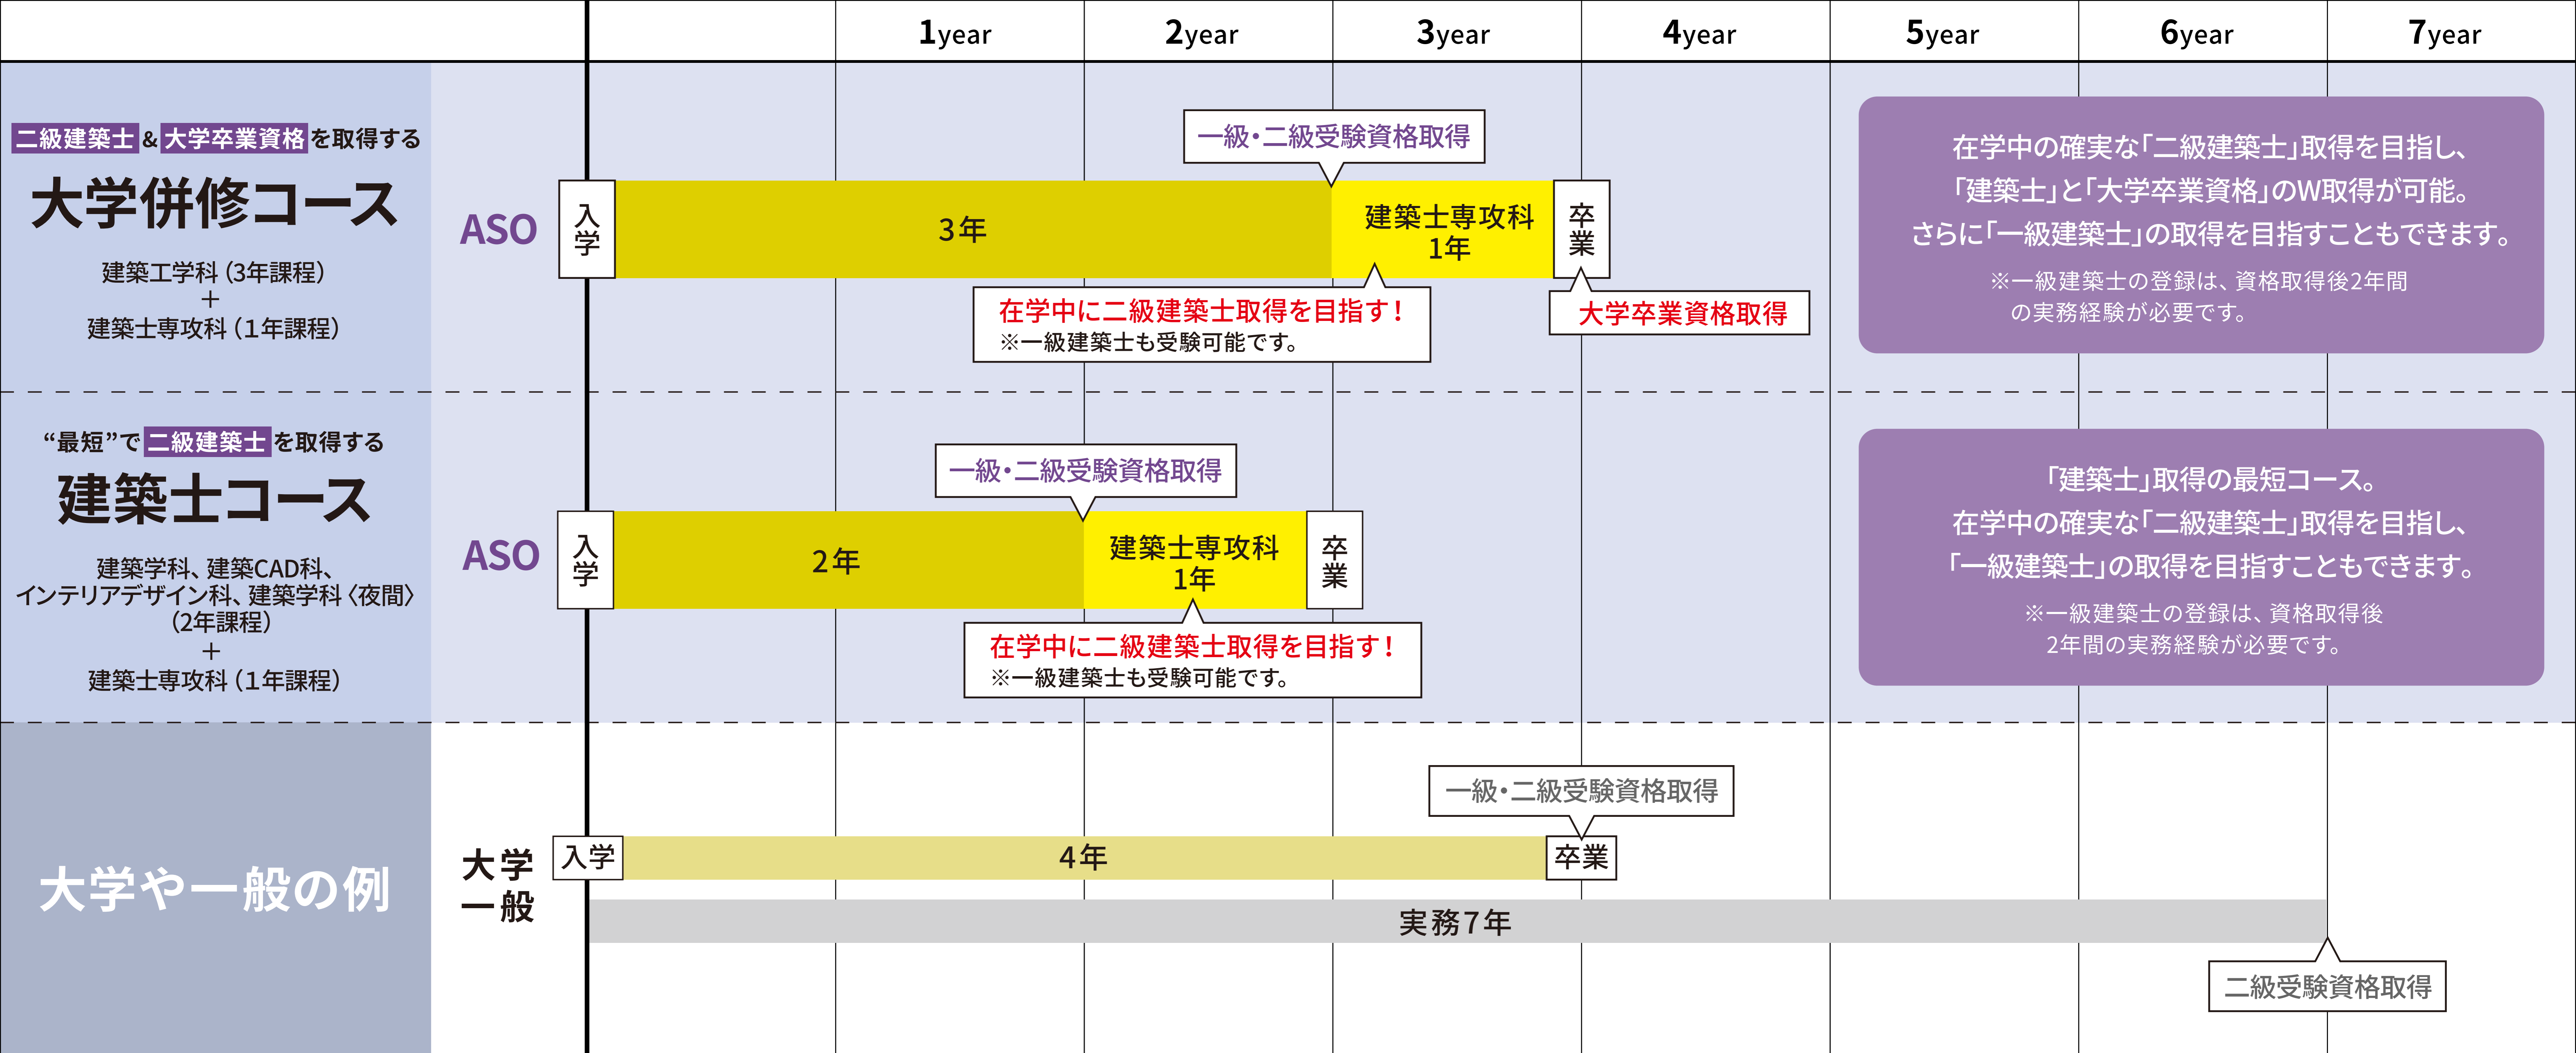 1year 2year 3year 4year 5year 6year 7year
二級建築士&大学卒業資格を取得する
大学併修コース
建築工学科（3年課程）
＋
建築士専攻科（１年課程）
ASO
入学
3年
一級・二級受験資格取得
建築士専攻科
1年
卒業
在学中に二級建築士取得を目指す！
※一級建築士も受験可能です。
大学卒業資格取得
在学中の確実な「二級建築士」取得を目指し、
「建築士」と「大学卒業資格」のW取得が可能。
さらに「一級建築士」の取得を目指すこともできます。
※一級建築士の登録は、資格取得後2年間
の実務経験が必要です。
“最短”で二級建築士を取得する
建築士コース
建築学科、建築CAD科、
インテリアデザイン科、建築学科〈夜間〉
（2年課程）
＋
建築士専攻科（１年課程）
ASO
入学
2年
一級・二級受験資格取得
建築士専攻科
1年
卒業
在学中に二級建築士取得を目指す！
※一級建築士も受験可能です。
「建築士」取得の最短コース。
在学中の確実な「二級建築士」取得を目指し、
「一級建築士」の取得を目指すこともできます。
※一級建築士の登録は、資格取得後
2年間の実務経験が必要です。
大学や一般の例
大学
一般
入学
4年
一級・二級受験資格取得
卒業
実務7年
二級受験資格取得